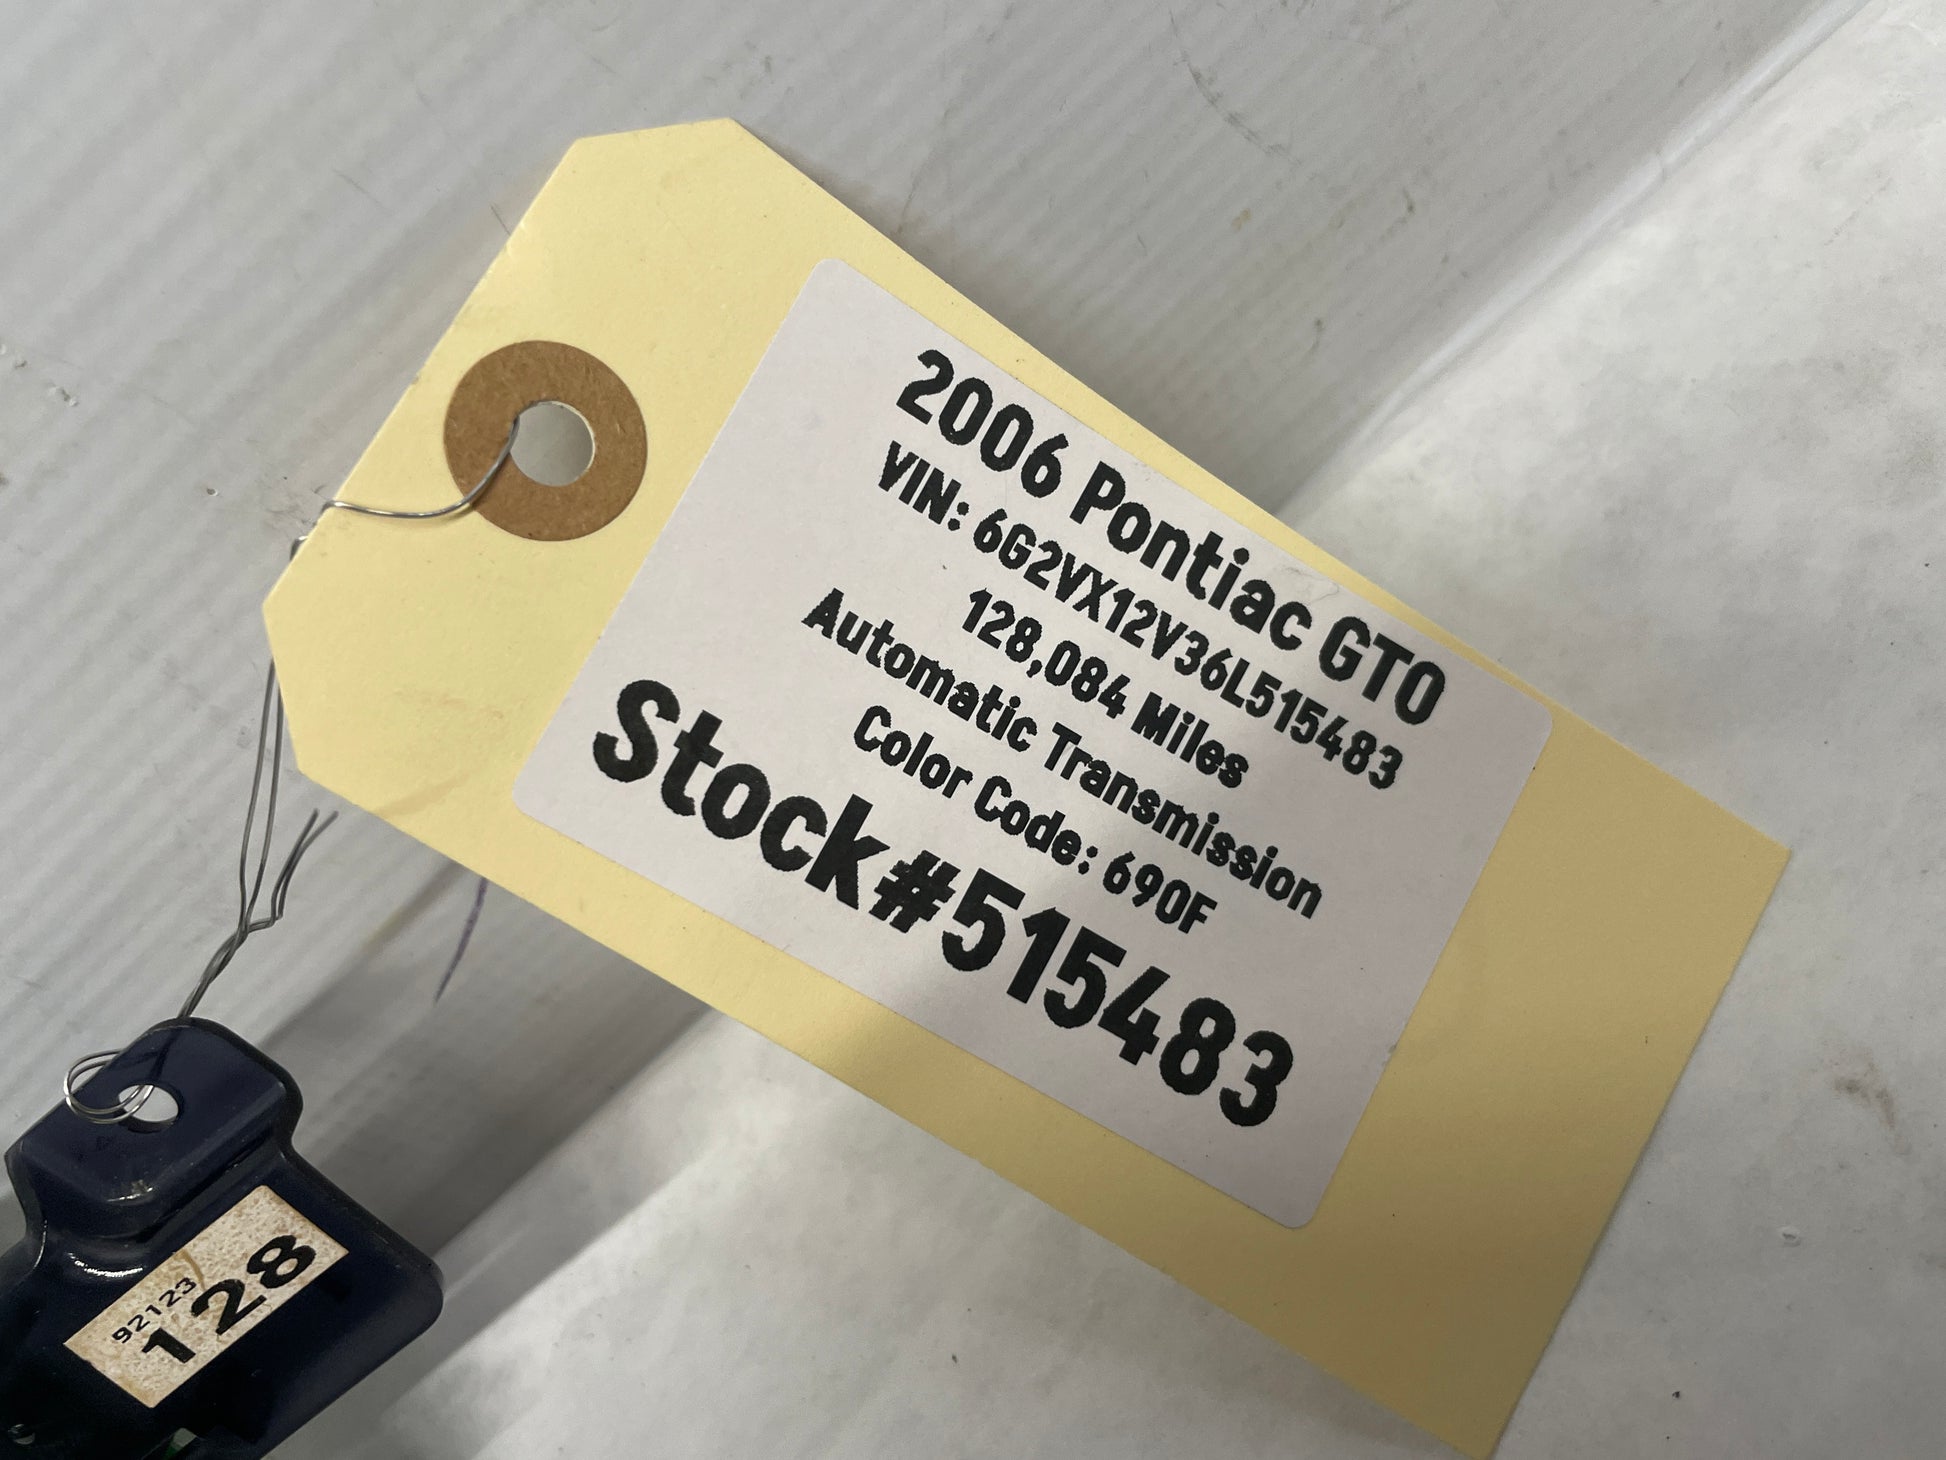 2006 Pontiac GTO
VIN: 6G2VX12V36L515483
128,084 Miles
Automatic Transmission
Color Code: 690F
Stock#515483
92123
128